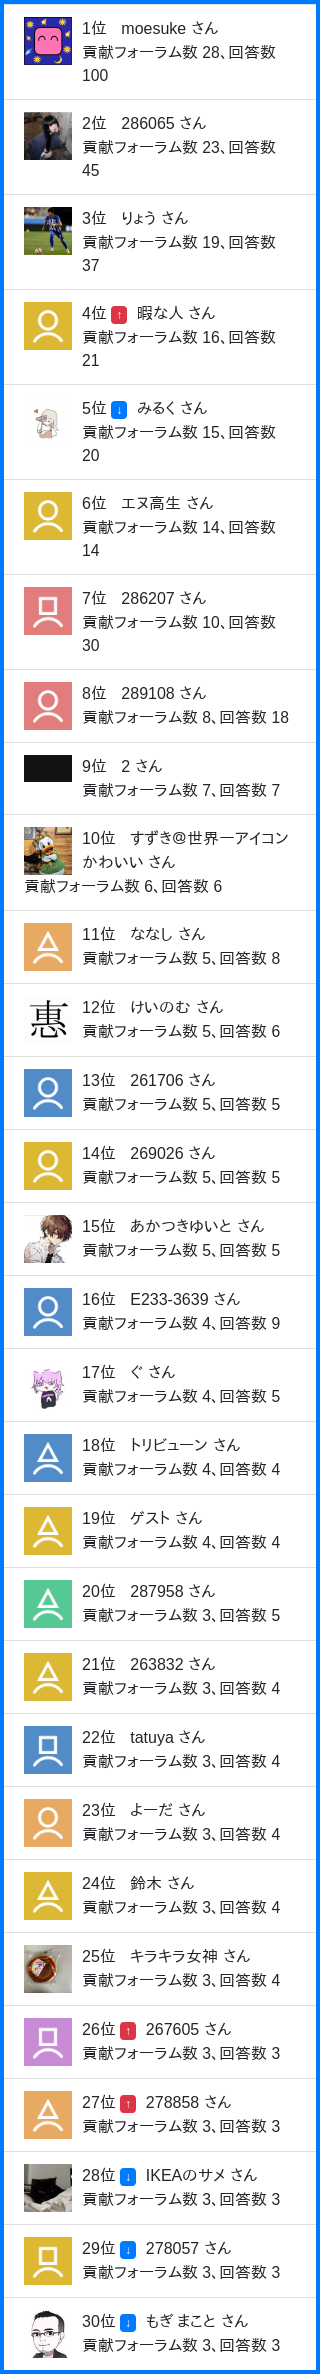 1位 moesuke さん
貢献フォーラム数 28、回答数
100
2位 286065 さん
貢献フォーラム数 23、回答数
45
3位 りょう さん
貢献フォーラム数 19、回答数
37
4位 ↑ 暇な人 さん
貢献フォーラム数 16、回答数
21
5位 ↓ みるく さん
貢献フォーラム数 15、回答数
20
6位 エヌ高生 さん
貢献フォーラム数 14、回答数
14
7位 286207 さん
貢献フォーラム数 10、回答数
30
8位 289108 さん
貢献フォーラム数 8、回答数 18
9位 2 さん
貢献フォーラム数 7、回答数 7
10位 すずき@世界一アイコン
かわいい さん
貢献フォーラム数 6、回答数 6
11位 ななし さん
貢献フォーラム数 5、回答数 8
惠
12位 けいのむ さん
貢献フォーラム数 5、回答数 6
13位 261706 さん
貢献フォーラム数 5、回答数 5
14位 269026 さん
貢献フォーラム数 5、回答数 5
15位 あかつきゆいと さん
貢献フォーラム数 5、回答数 5
16位 E233-3639 さん
貢献フォーラム数 4、回答数 9
17位 ぐ さん
貢献フォーラム数 4、回答数 5
18位 トリビューン さん
貢献フォーラム数 4、回答数 4
19位 ゲスト さん
貢献フォーラム数 4、回答数 4
20位 287958 さん
貢献フォーラム数 3、回答数 5
21位 263832 さん
貢献フォーラム数 3、回答数 4
22位 tatuya さん
貢献フォーラム数 3、回答数 4
23位 よーだ さん
貢献フォーラム数 3、回答数 4
24位 鈴木 さん
貢献フォーラム数 3、回答数 4
25位 キラキラ女神 さん
貢献フォーラム数 3、回答数 4
26位 ↑ 267605 さん
貢献フォーラム数 3、回答数 3
27位 ↑ 278858 さん
貢献フォーラム数 3、回答数 3
28位 ↓ IKEAのサメ さん
貢献フォーラム数 3、回答数 3
29位 ↓ 278057 さん
貢献フォーラム数 3、回答数 3
30位 ↓ もぎ まこと さん
貢献フォーラム数 3、回答数 3